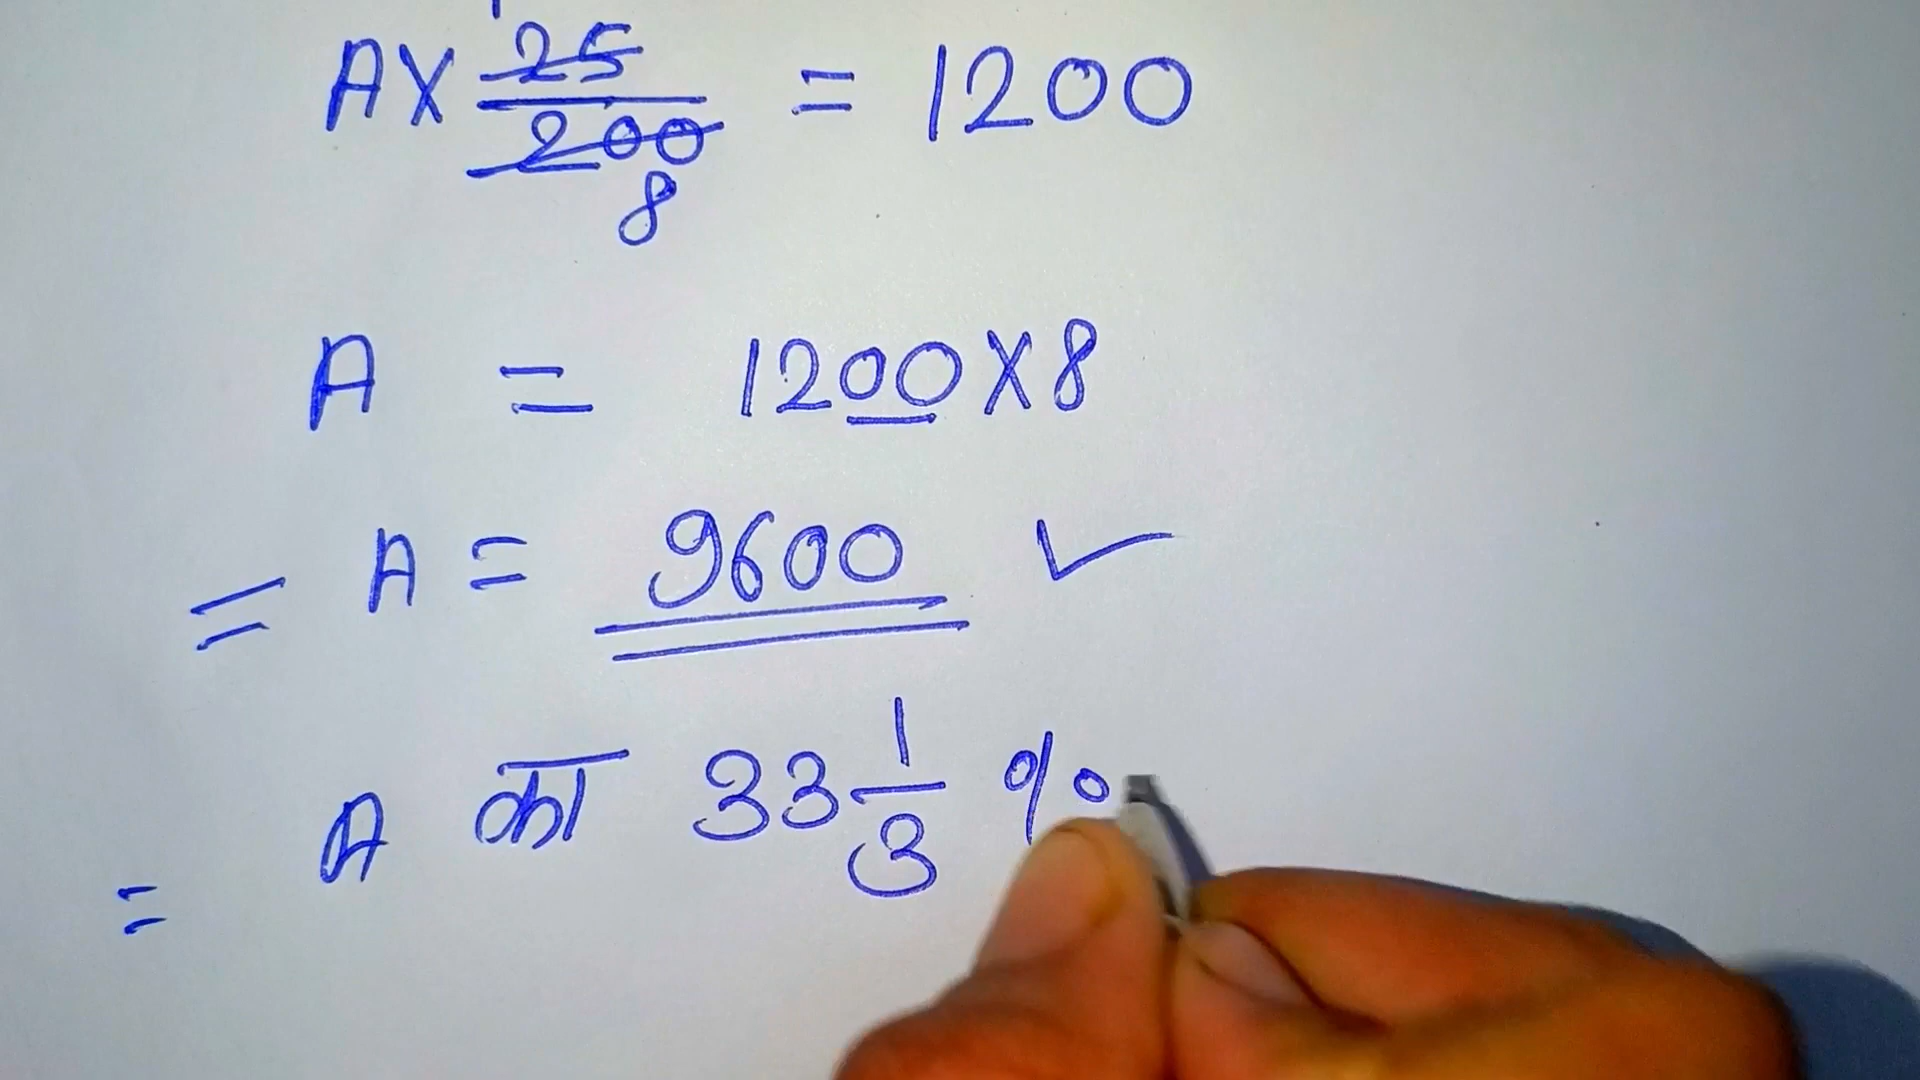 A× 25/200 = 1200
8
A = 1200×8
= A = 9600 ✓
= A का 33 1/3 %